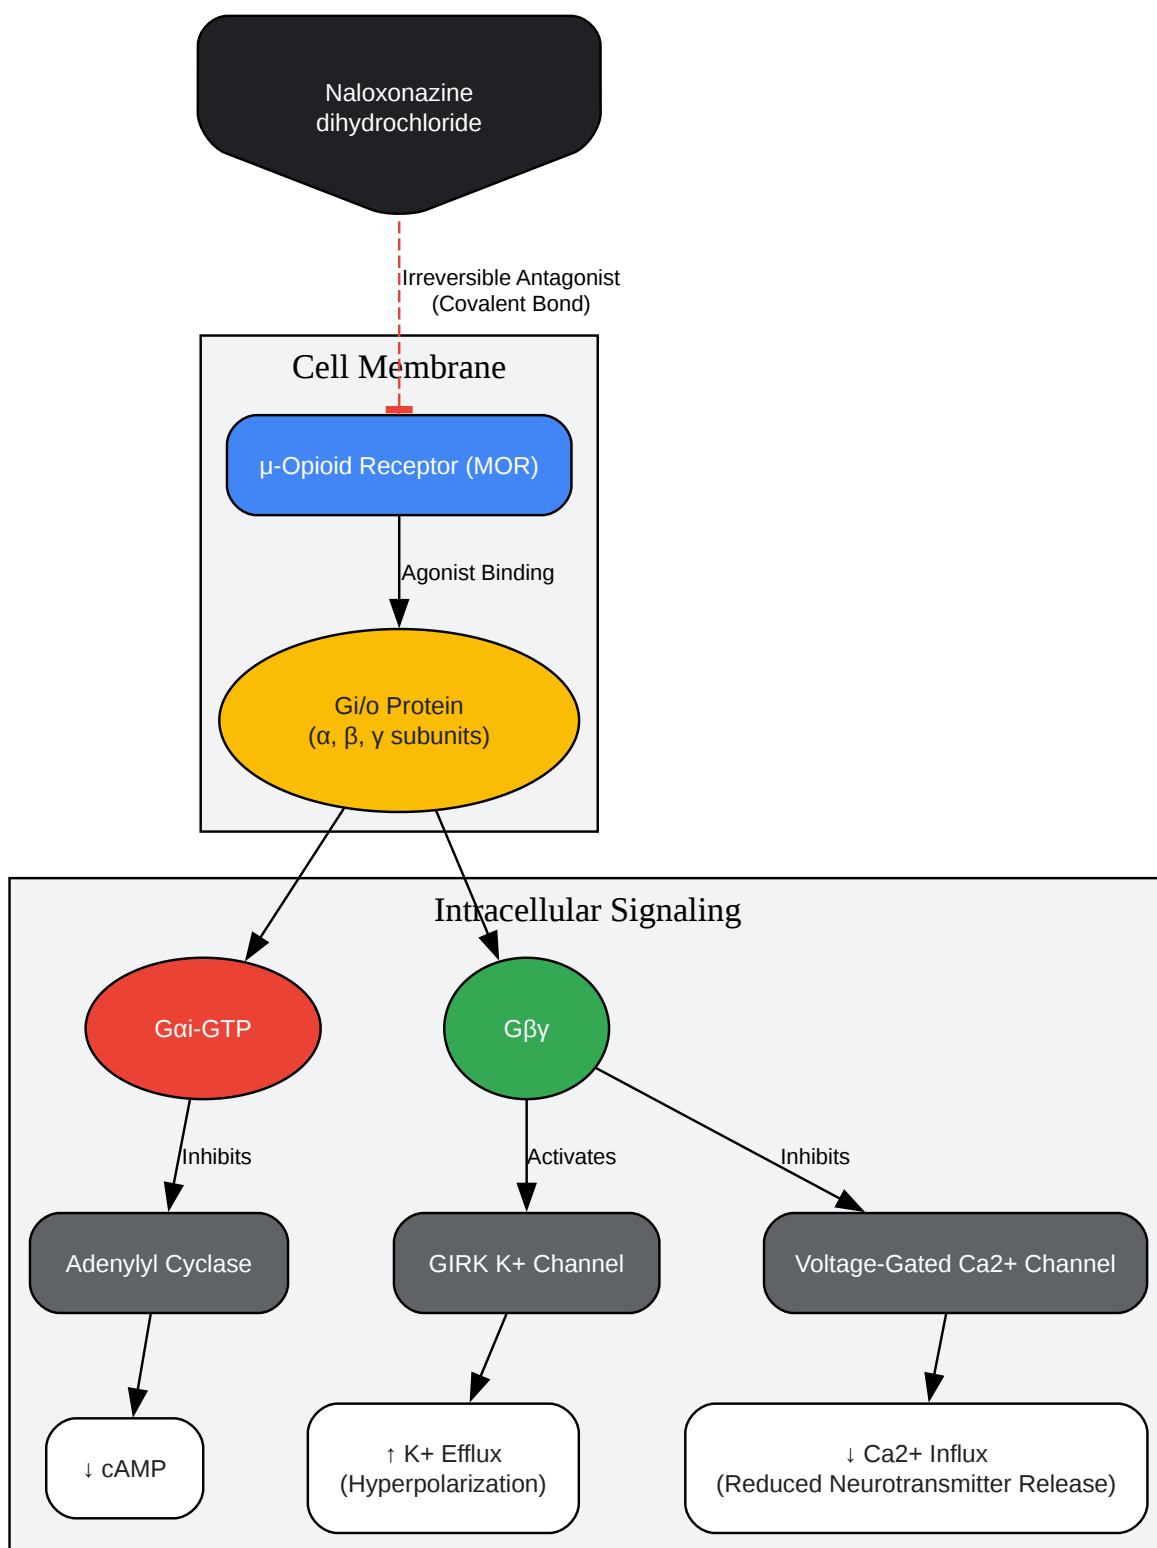 Naloxonazine
dihydrochloride
Irreversible Antagonist
(Covalent Bond)
Cell Membrane
μ-Opioid Receptor (MOR)
Agonist Binding
Gi/o Protein
(α, β, γ subunits)
Intracellular Signaling
Gαi-GTP
Gβγ
Inhibits
Activates
Inhibits
Adenylyl Cyclase
GIRK K+ Channel
Voltage-Gated Ca2+ Channel
↓ cAMP
↑ K+ Efflux
(Hyperpolarization)
↓ Ca2+ Influx
(Reduced Neurotransmitter Release)